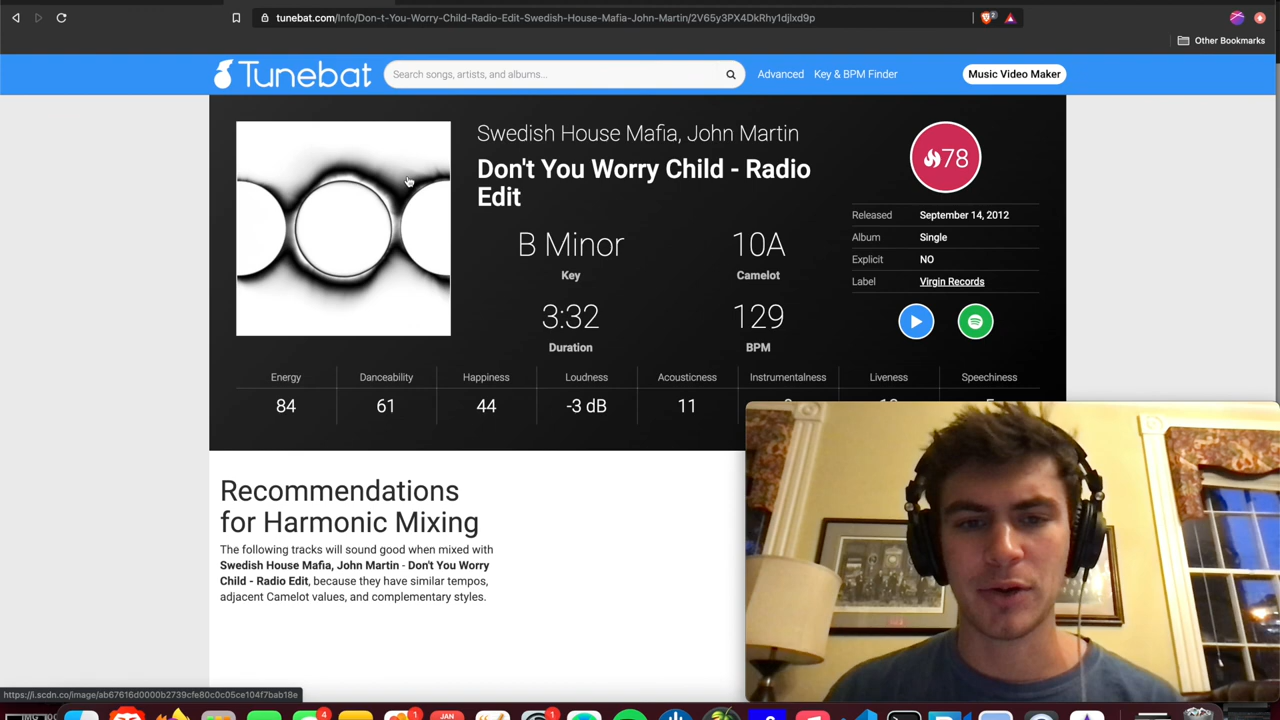 tunebat.com/Info/Don-t-You-Worry-Child-Radio-Edit-Swedish-House-Mafia-John-Martin/2V65y3PX4DkRhy1djlxd9p
2
Other Bookmarks
Tunebat
Search songs, artists, and albums...
Advanced
Key & BPM Finder
Music Video Maker
Swedish House Mafia, John Martin
Don't You Worry Child - Radio
Edit
B Minor
Key
10A
Camelot
3:32
Duration
129
BPM
78
Released September 14, 2012
Album Single
Explicit NO
Label Virgin Records
Energy Danceability Happiness Loudness Acousticness Instrumentalness Liveness Speechiness
84 61 44 -3 dB 11
Recommendations
for Harmonic Mixing
The following tracks will sound good when mixed with
Swedish House Mafia, John Martin - Don't You Worry
Child - Radio Edit, because they have similar tempos,
adjacent Camelot values, and complementary styles.
https://i.scdn.co/image/ab67616d0000b2739cfe80c0c05ce104f7bab18e
4
1
JAN
1